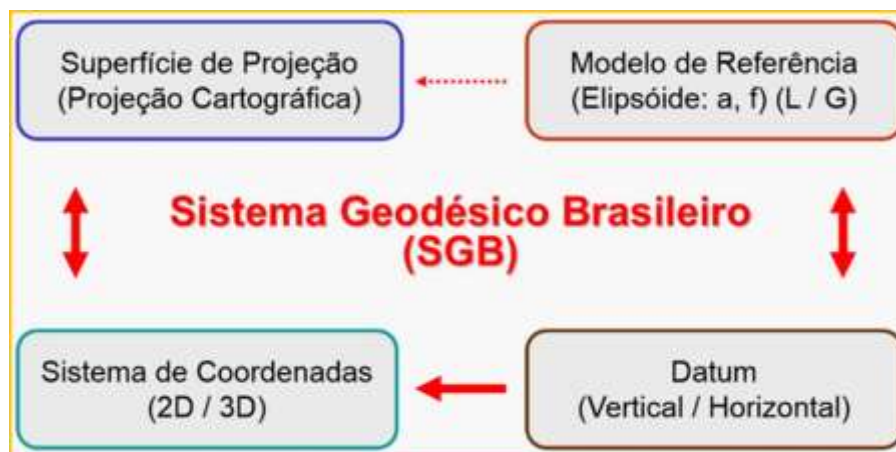 Superfície de Projeção
(Projeção Cartográfica)
Modelo de Referência
(Elipsóide: a, f) (L / G)
Sistema Geodésico Brasileiro
(SGB)
Sistema de Coordenadas
(2D / 3D)
Datum
(Vertical / Horizontal)